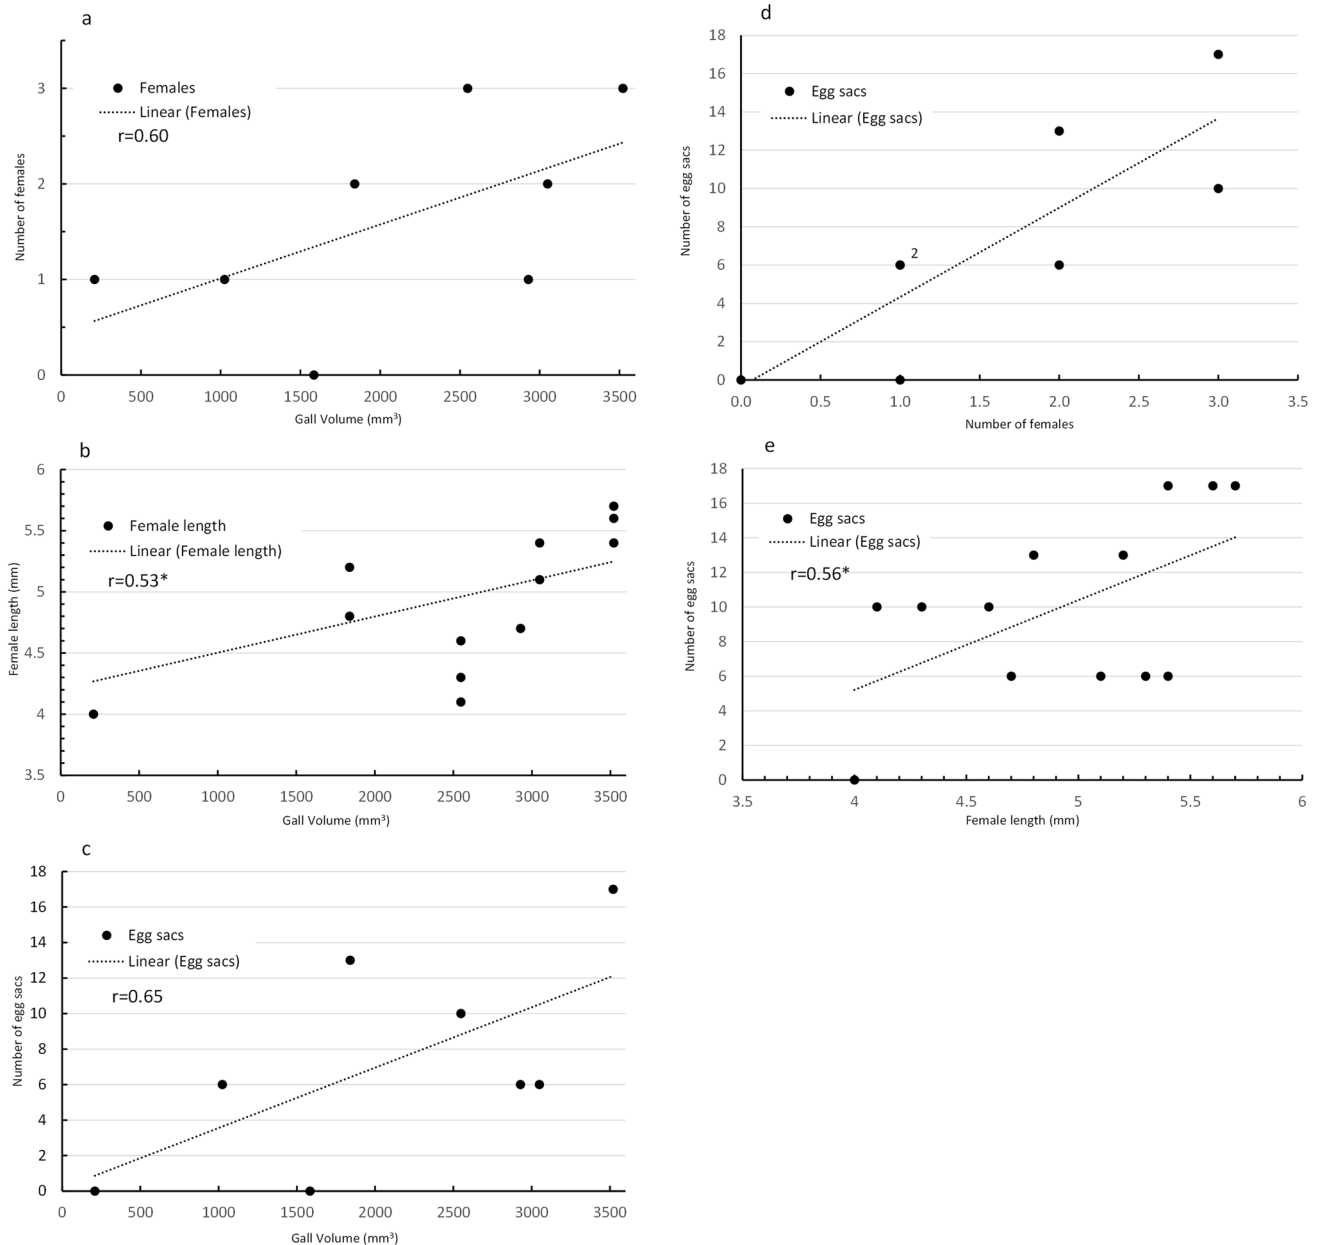 a
3
2
1
0
Number of females
Females
Linear (Females)
r=0.60
0 500 1000 1500 2000 2500 3000 3500
Gall Volume (mm³)
b
6
5.5
5
4.5
4
3.5
Female length (mm)
Female length
Linear (Female length)
r=0.53*
0 500 1000 1500 2000 2500 3000 3500
Gall Volume (mm³)
c
18
16
14
12
10
8
6
4
2
0
Number of egg sacs
Egg sacs
Linear (Egg sacs)
r=0.65
0 500 1000 1500 2000 2500 3000 3500
Gall Volume (mm³)
d
18
16
14
12
10
8
6
4
2
0
Number of egg sacs
Egg sacs
Linear (Egg sacs)
2
0.0 0.5 1.0 1.5 2.0 2.5 3.0 3.5
Number of females
e
18
16
14
12
10
8
6
4
2
0
Number of egg sacs
Egg sacs
Linear (Egg sacs)
r=0.56*
3.5 4 4.5 5 5.5 6
Female length (mm)